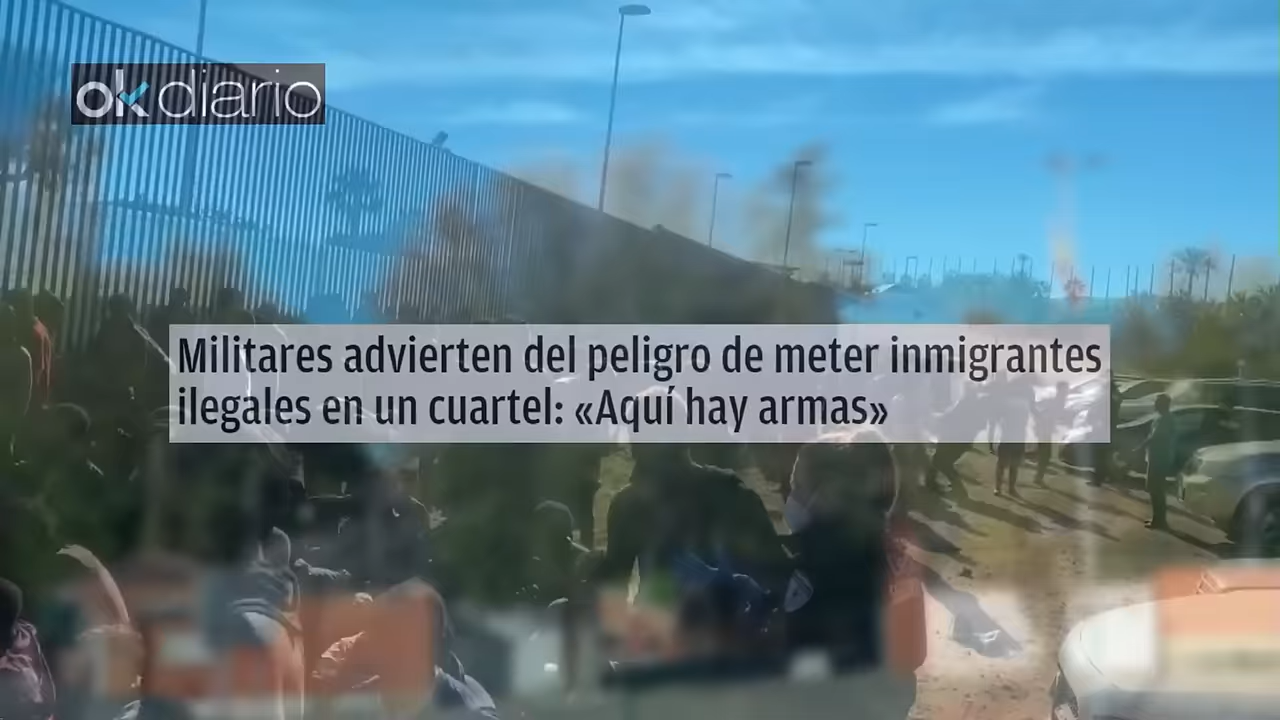 okdiario
Militares advierten del peligro de meter inmigrantes
ilegales en un cuartel: «Aquí hay armas»